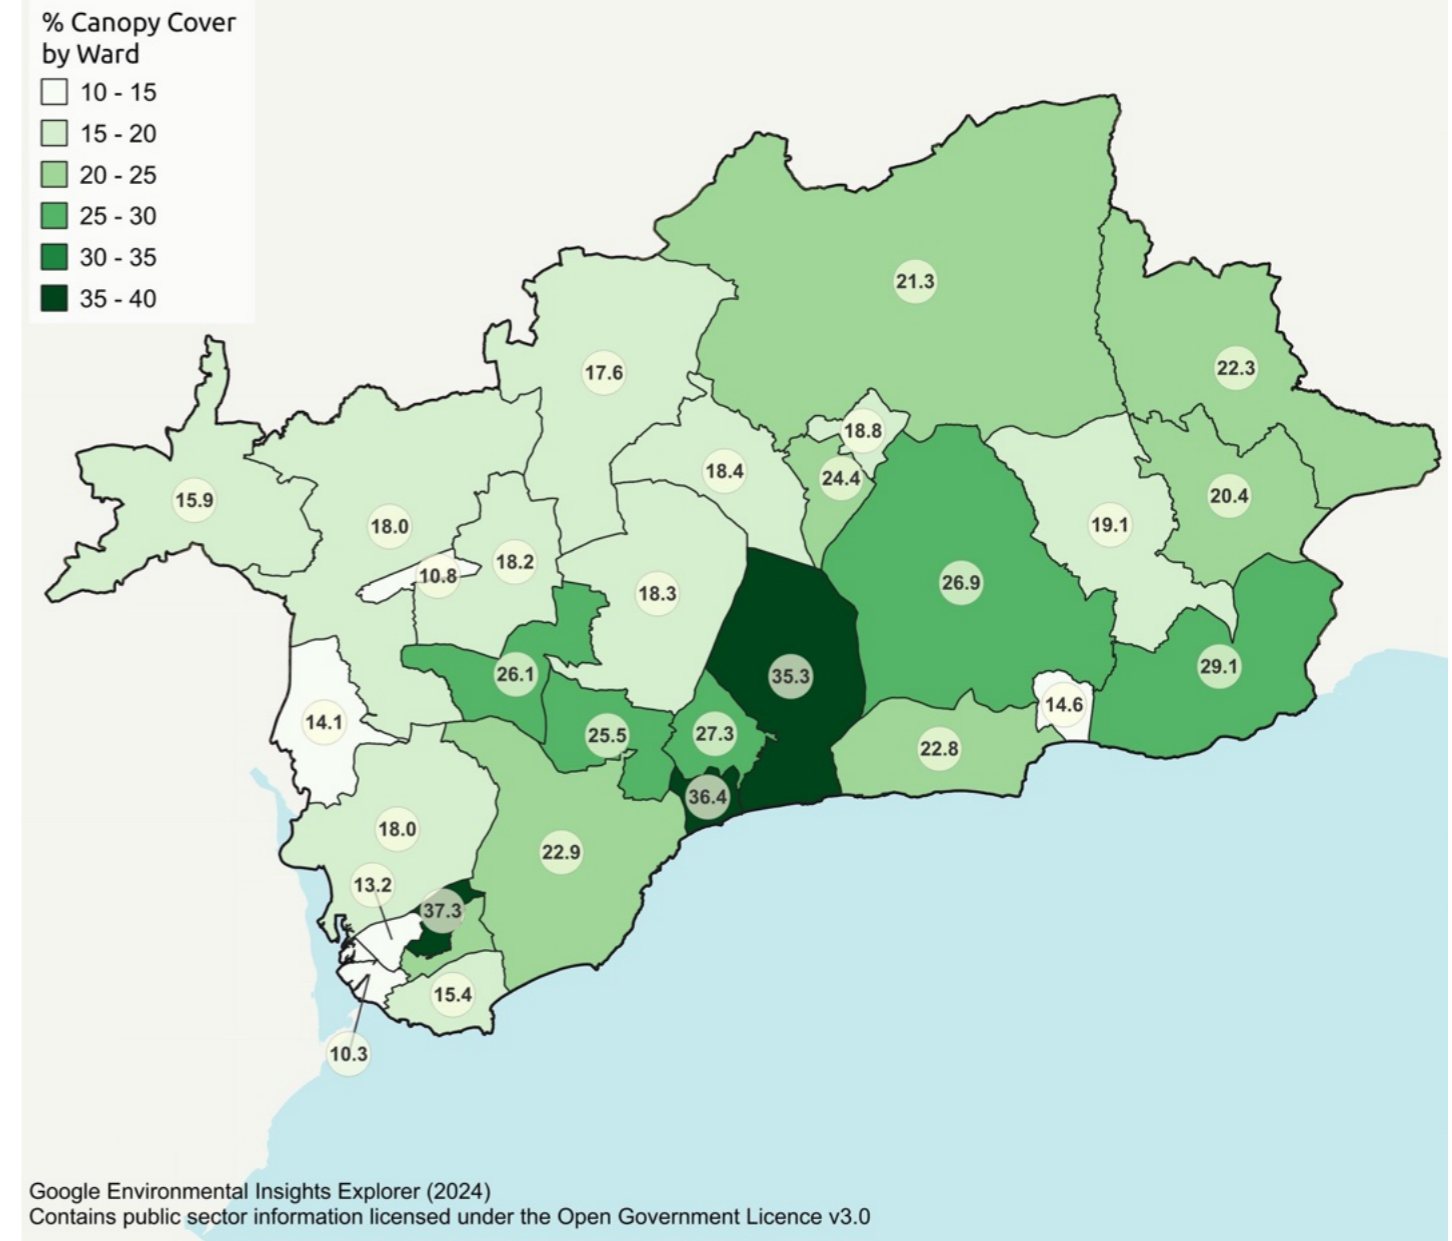 % Canopy Cover
by Ward
10 - 15
15 - 20
20 - 25
25 - 30
30 - 35
35 - 40
21.3
22.3
17.6
18.8
18.4
24.4
20.4
15.9
18.0
19.1
18.2
10.8
26.9
18.3
29.1
26.1
35.3
14.6
14.1
25.5
27.3
22.8
36.4
18.0
22.9
13.2
37.3
15.4
10.3
Google Environmental Insights Explorer (2024)
Contains public sector information licensed under the Open Government Licence v3.0